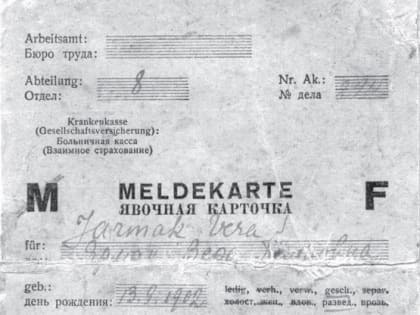 Arbeitsamt:
Бюро труда:
Abteilung: 8 Nr. Ak.:
Отдел: № дела
Krankenkasse
(Gesellschaftsversicherung):
Больничная касса
(Взаимное страхование)
M MELDEKARTE F
ЯВОЧНАЯ КАРТОЧКА
Jarmak Vera
für: Ярмак Вера
geb.: ledig, verh., verw., gesch., separ.
день рождения: 13.9.1902 холост, жен., вдов., развед., врозь.